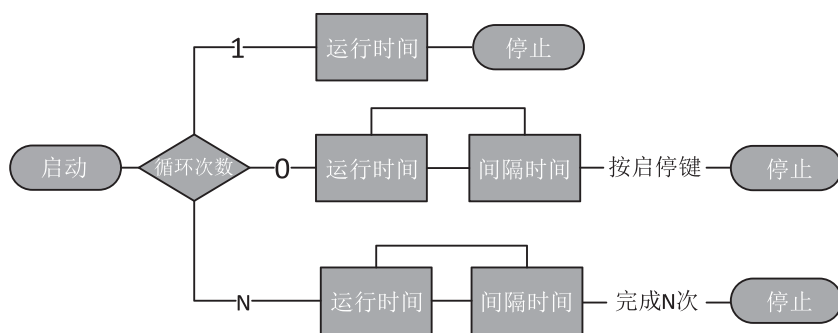 1 运行时间 停止
启动 循环次数 0 运行时间 间隔时间 按启停键 停止
N 运行时间 间隔时间 完成N次 停止